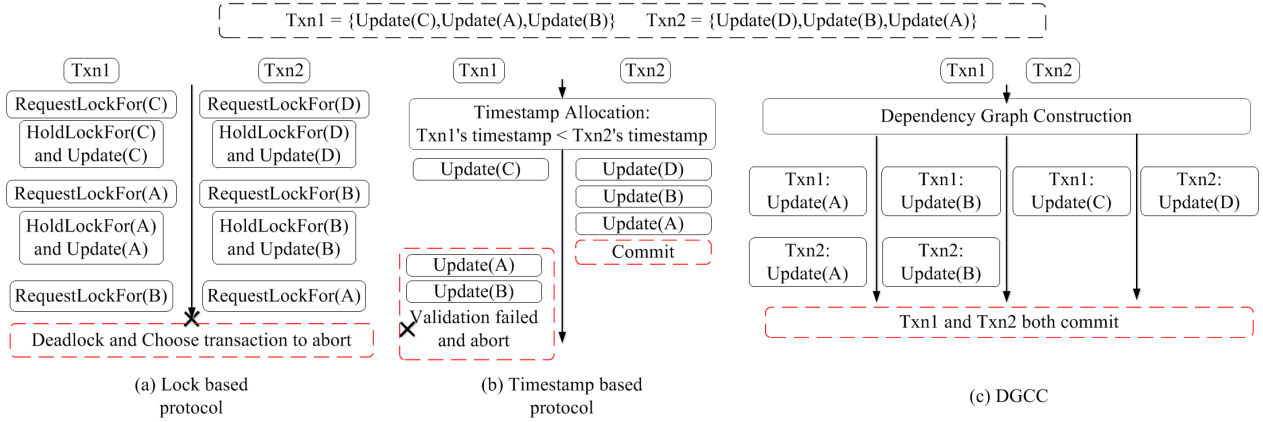 Txn1 = {Update(C),Update(A),Update(B)} Txn2 = {Update(D),Update(B),Update(A)}
Txn1
Txn2
RequestLockFor(C)
RequestLockFor(D)
HoldLockFor(C)
and Update(C)
HoldLockFor(D)
and Update(D)
RequestLockFor(A)
RequestLockFor(B)
HoldLockFor(A)
and Update(A)
HoldLockFor(B)
and Update(B)
RequestLockFor(B)
RequestLockFor(A)
Deadlock and Choose transaction to abort
(a) Lock based
protocol
Txn1
Txn2
Timestamp Allocation:
Txn1's timestamp < Txn2's timestamp
Update(C)
Update(D)
Update(B)
Update(A)
Commit
Update(A)
Update(B)
Validation failed
and abort
(b) Timestamp based
protocol
Txn1
Txn2
Dependency Graph Construction
Txn1:
Update(A)
Txn1:
Update(B)
Txn1:
Update(C)
Txn2:
Update(D)
Txn2:
Update(A)
Txn2:
Update(B)
Txn1 and Txn2 both commit
(c) DGCC